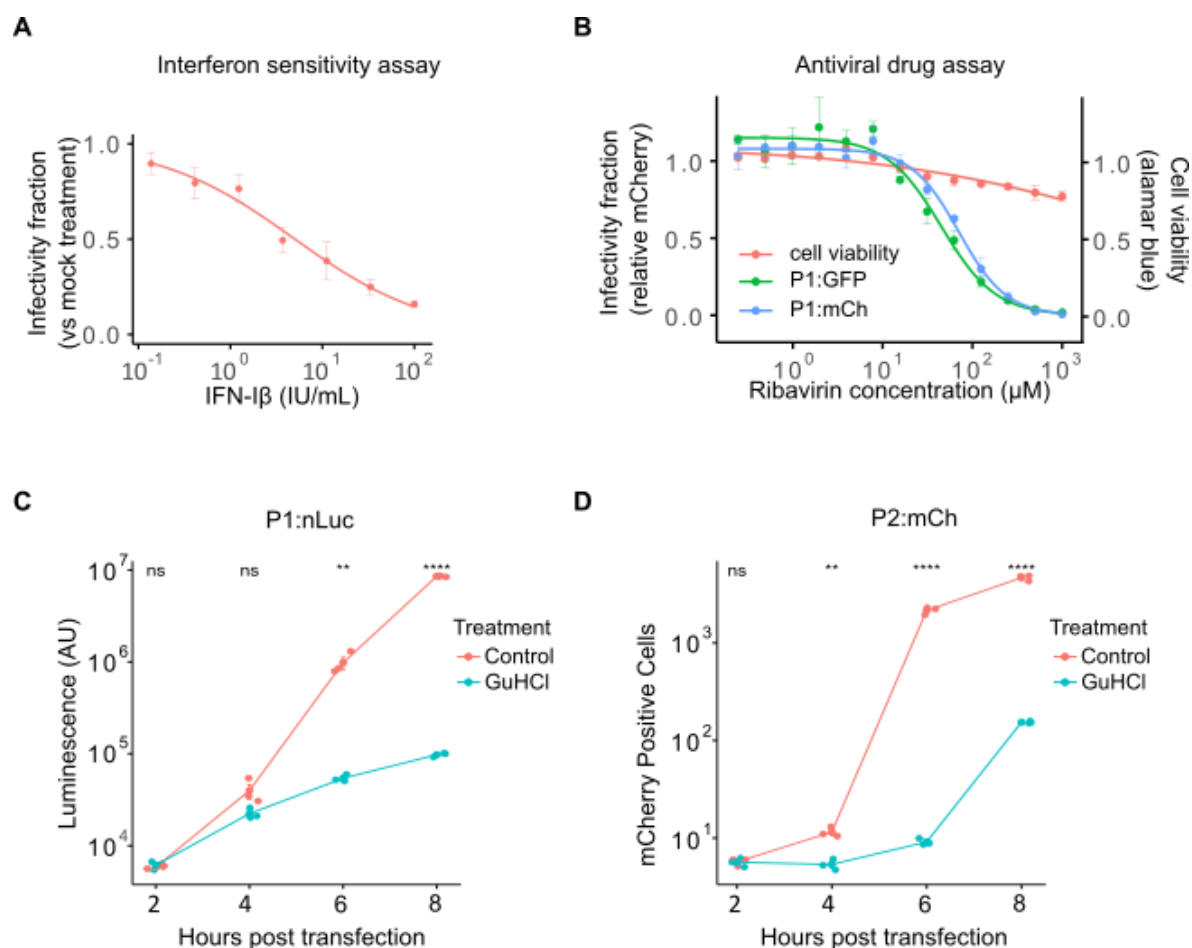 A
Interferon sensitivity assay
Infectivity fraction
(vs mock treatment)
1.0
0.5
0.0
10⁻¹ 10⁰ 10¹ 10²
IFN-Iβ (IU/mL)
B
Antiviral drug assay
Infectivity fraction
(relative mCherry)
1.0
0.5
0.0
cell viability
P1:GFP
P1:mCh
1.0
0.5
0.0
Cell viability
(alamar blue)
10⁰ 10¹ 10² 10³
Ribavirin concentration (µM)
C
P1:nLuc
Luminescence (AU)
10⁷
10⁶
10⁵
10⁴
ns ns ** ****
Treatment
Control
GuHCl
2 4 6 8
Hours post transfection
D
P2:mCh
mCherry Positive Cells
10³
10²
10¹
ns ** **** ****
Treatment
Control
GuHCl
2 4 6 8
Hours post transfection